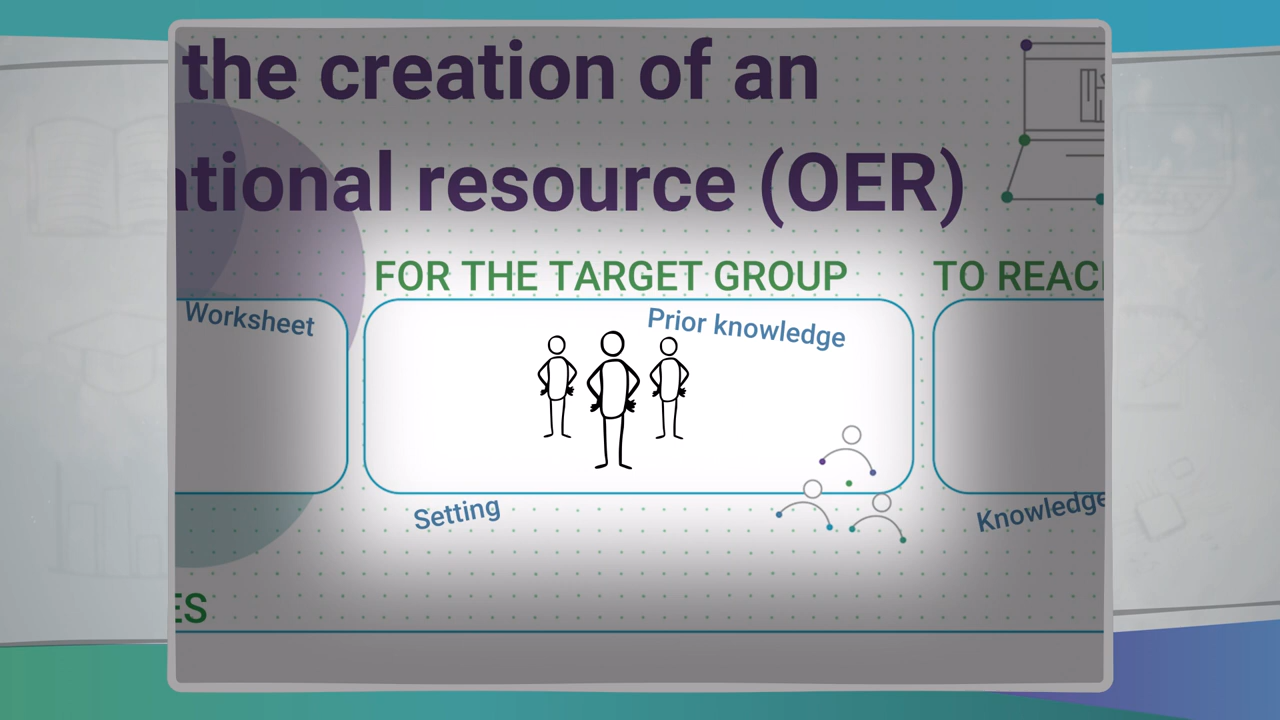 the creation of an
ational resource (OER)
FOR THE TARGET GROUP
TO REAC
Worksheet
Prior knowledge
Setting
Knowledge
ES